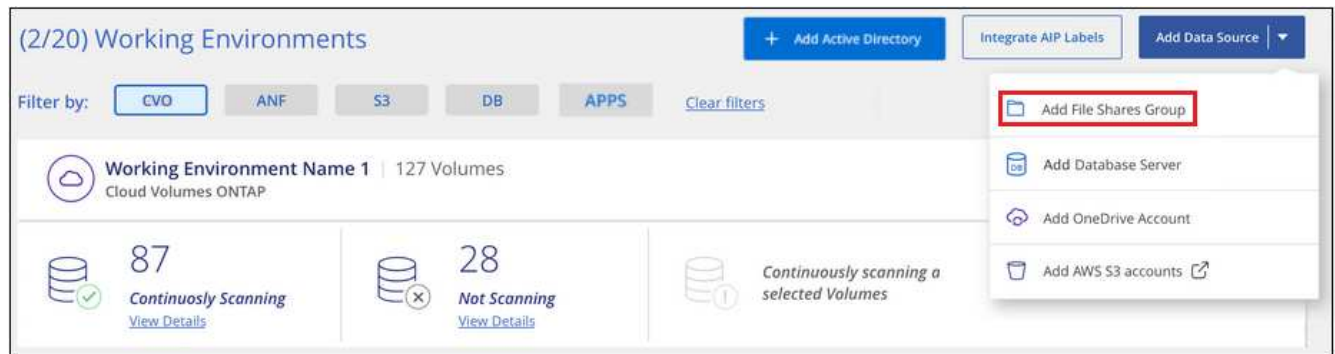 (2/20) Working Environments
+ Add Active Directory
Integrate AIP Labels
Add Data Source
Filter by:
CVO
ANF
S3
DB
APPS
Clear filters
Add File Shares Group
DB
Add Database Server
Add OneDrive Account
Add AWS S3 accounts
Working Environment Name 1 | 127 Volumes
Cloud Volumes ONTAP
87
Continuosly Scanning
View Details
28
Not Scanning
View Details
Continuously scanning a
selected Volumes